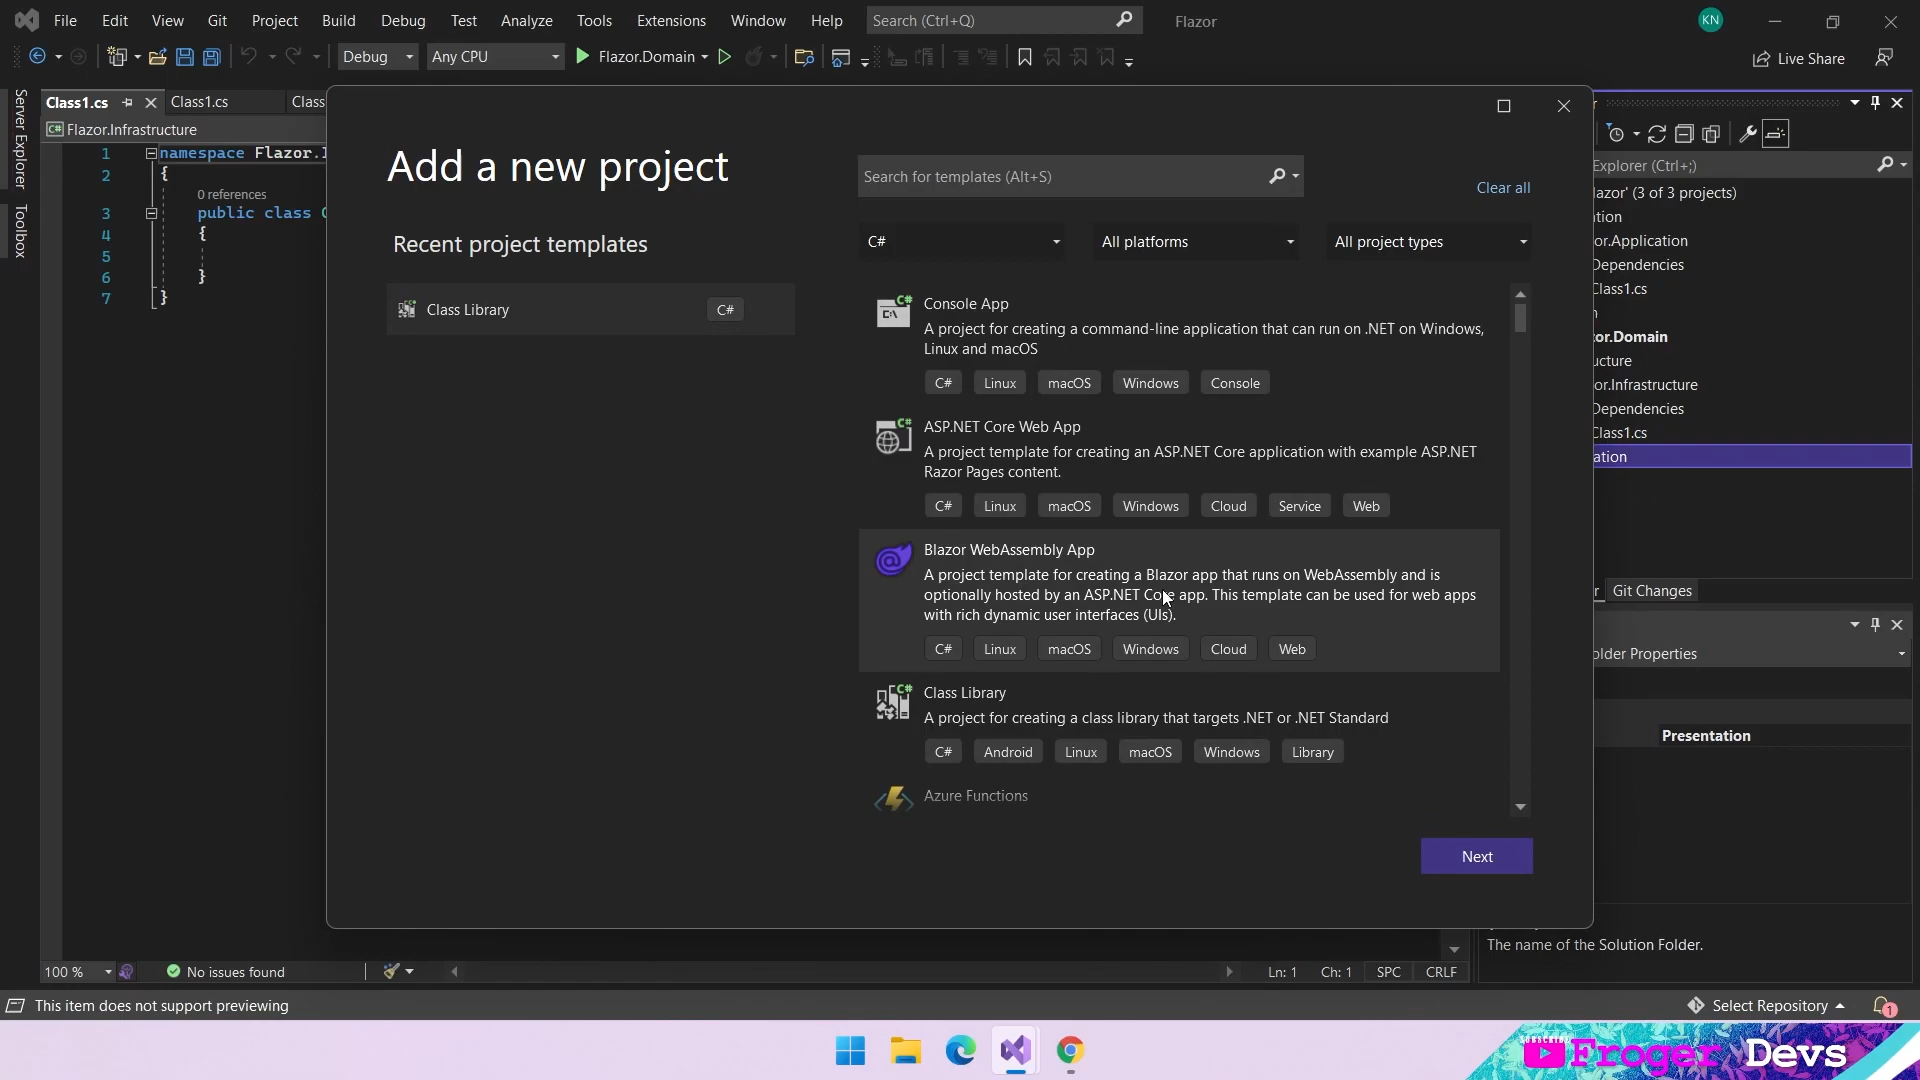 File Edit View Git Project Build Debug Test Analyze Tools Extensions Window Help Search (Ctrl+Q) Flazor KN
Debug Any CPU Flazor.Domain Live Share
Server Explorer
Toolbox
Class1.cs Class1.cs Class
C# Flazor.Infrastructure
1 namespace Flazor.I
2 {
0 references
3 public class C
4 {
5
6 }
7 }
Add a new project
Recent project templates
Class Library C#
Search for templates (Alt+S)
Clear all
C# All platforms All project types
Console App
A project for creating a command-line application that can run on .NET on Windows,
Linux and macOS
C# Linux macOS Windows Console
ASP.NET Core Web App
A project template for creating an ASP.NET Core application with example ASP.NET
Razor Pages content.
C# Linux macOS Windows Cloud Service Web
Blazor WebAssembly App
A project template for creating a Blazor app that runs on WebAssembly and is
optionally hosted by an ASP.NET Core app. This template can be used for web apps
with rich dynamic user interfaces (UIs).
C# Linux macOS Windows Cloud Web
Class Library
A project for creating a class library that targets .NET or .NET Standard
C# Android Linux macOS Windows Library
Azure Functions
Next
r
Explorer (Ctrl+;)
lazor' (3 of 3 projects)
tion
or.Application
Dependencies
Class1.cs
n
or.Domain
ucture
or.Infrastructure
Dependencies
Class1.cs
ation
r Git Changes
older Properties
Presentation
The name of the Solution Folder.
100 % No issues found Ln: 1 Ch: 1 SPC CRLF
This item does not support previewing Select Repository 1
SUBSCRIBE
Froger Devs